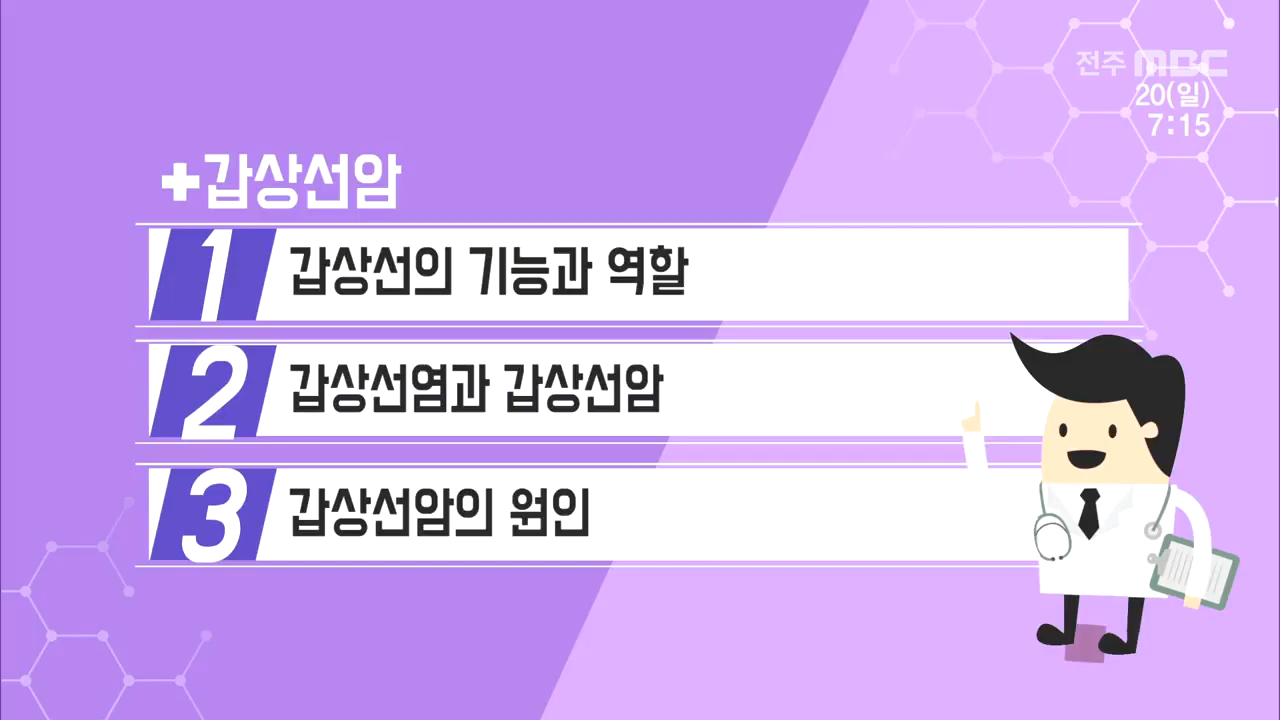 전주 MBC
20(일)
7:15
+갑상선암
1 갑상선의 기능과 역할
2 갑상선염과 갑상선암
3 갑상선암의 원인